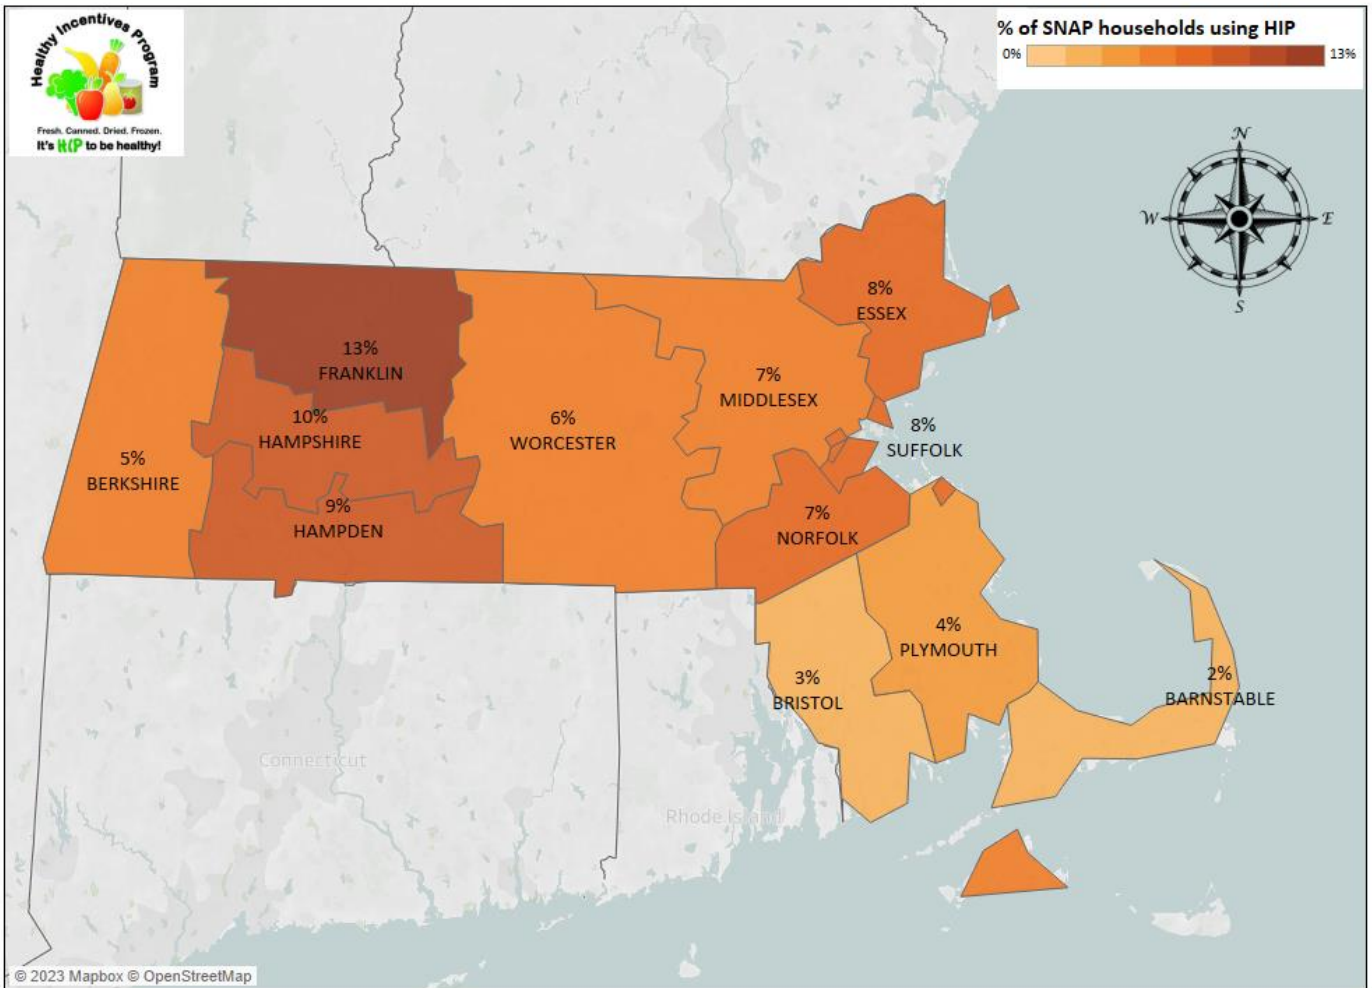 Healthy Incentives Program
Fresh. Canned. Dried. Frozen.
It's HIP to be healthy!
% of SNAP households using HIP
0%
13%
N
W
E
S
8%
ESSEX
13%
FRANKLIN
7%
MIDDLESEX
10%
HAMPSHIRE
6%
WORCESTER
8%
SUFFOLK
5%
BERKSHIRE
9%
HAMPDEN
7%
NORFOLK
4%
PLYMOUTH
3%
BRISTOL
2%
BARNSTABLE
Connecticut
Rhode Island
© 2023 Mapbox © OpenStreetMap